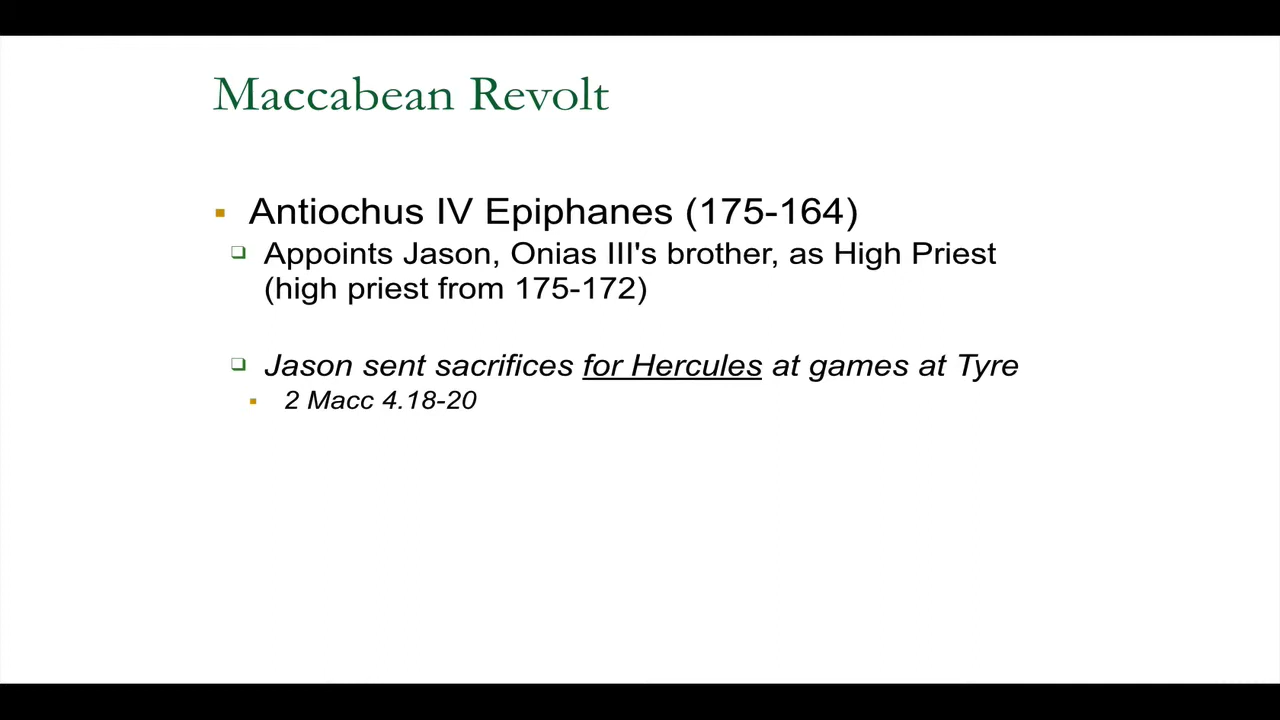 Maccabean Revolt
Antiochus IV Epiphanes (175-164)
Appoints Jason, Onias III's brother, as High Priest
(high priest from 175-172)
Jason sent sacrifices for Hercules at games at Tyre
2 Macc 4.18-20